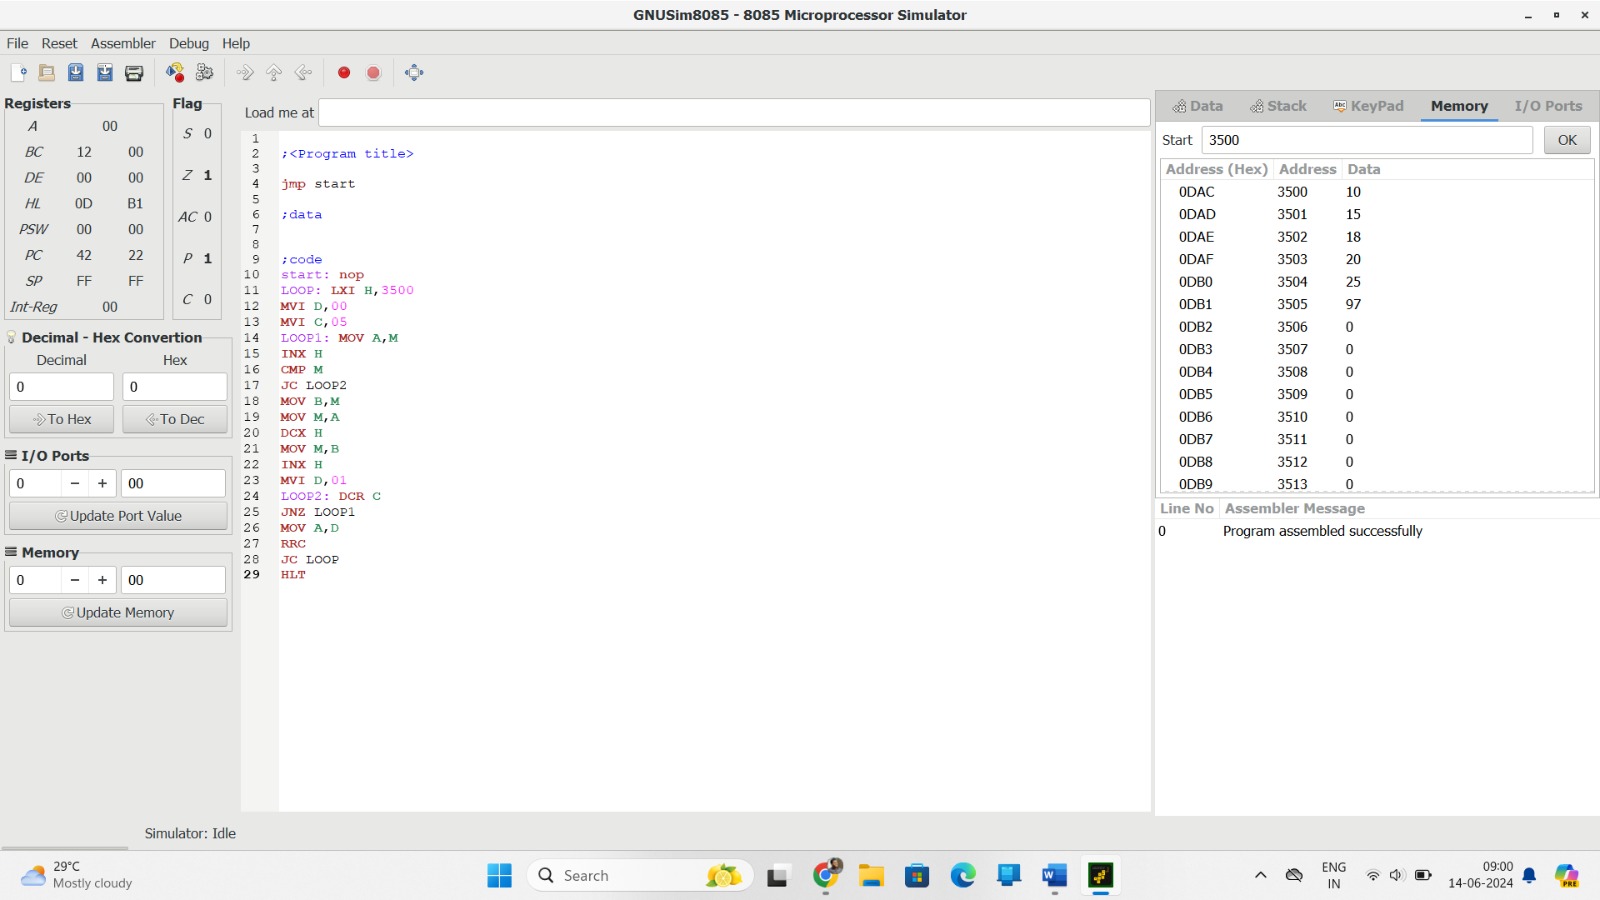 GNUSim8085 - 8085 Microprocessor Simulator
File Reset Assembler Debug Help
Registers
A 00
BC 12 00
DE 00 00
HL 0D B1
PSW 00 00
PC 42 22
SP FF FF
Int-Reg 00
Flag
S 0
Z 1
AC 0
P 1
C 0
Decimal - Hex Convertion
Decimal Hex
0 0
To Hex To Dec
I/O Ports
0 - + 00
Update Port Value
Memory
0 - + 00
Update Memory
Load me at
1
2 ;<Program title>
3
4 jmp start
5
6 ;data
7
8
9 ;code
10 start: nop
11 LOOP: LXI H,3500
12 MVI D,00
13 MVI C,05
14 LOOP1: MOV A,M
15 INX H
16 CMP M
17 JC LOOP2
18 MOV B,M
19 MOV M,A
20 DCX H
21 MOV M,B
22 INX H
23 MVI D,01
24 LOOP2: DCR C
25 JNZ LOOP1
26 MOV A,D
27 RRC
28 JC LOOP
29 HLT
Data Stack KeyPad Memory I/O Ports
Start 3500 OK
Address (Hex) Address Data
0DAC 3500 10
0DAD 3501 15
0DAE 3502 18
0DAF 3503 20
0DB0 3504 25
0DB1 3505 97
0DB2 3506 0
0DB3 3507 0
0DB4 3508 0
0DB5 3509 0
0DB6 3510 0
0DB7 3511 0
0DB8 3512 0
0DB9 3513 0
Line No Assembler Message
0 Program assembled successfully
Simulator: Idle
29°C
Mostly cloudy
Search
ENG
IN
09:00
14-06-2024
PRE